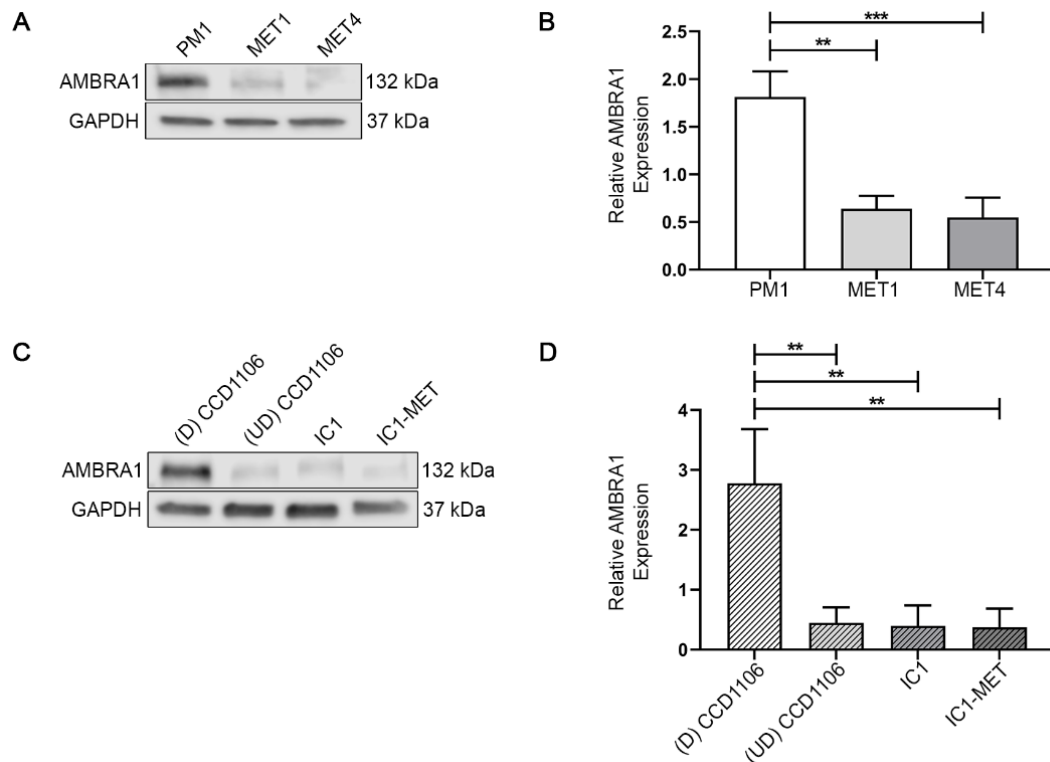 A
PM1 MET1 MET4
AMBRA1 132 kDa
GAPDH 37 kDa
B
Relative AMBRA1
Expression
2.5
2.0
1.5
1.0
0.5
0.0
***
**
PM1 MET1 MET4
C
(D) CCD1106 (UD) CCD1106 IC1 IC1-MET
AMBRA1 132 kDa
GAPDH 37 kDa
D
Relative AMBRA1
Expression
4
3
2
1
0
**
**
**
(D) CCD1106 (UD) CCD1106 IC1 IC1-MET